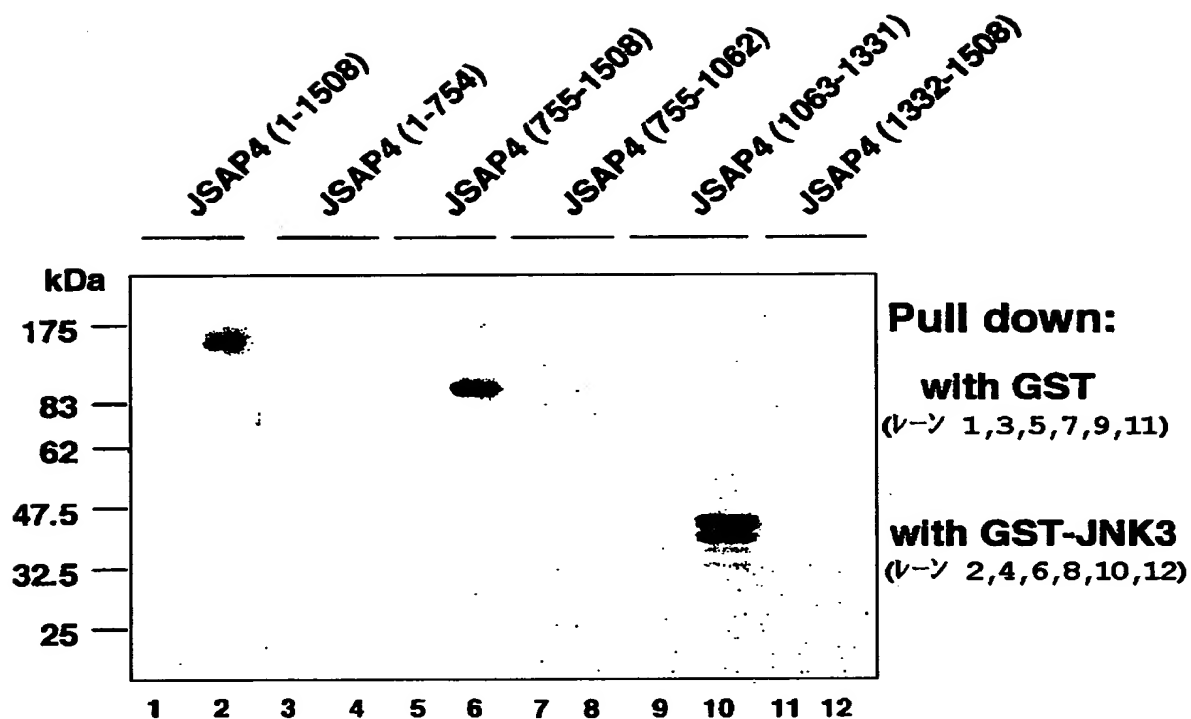 JSAP4 (1-1508)
JSAP4 (1-754)
JSAP4 (755-1508)
JSAP4 (755-1062)
JSAP4 (1063-1331)
JSAP4 (1332-1508)
kDa
175
83
62
47.5
32.5
25
Pull down:
with GST
(レーン 1,3,5,7,9,11)
with GST-JNK3
(レーン 2,4,6,8,10,12)
1 2 3 4 5 6 7 8 9 10 11 12